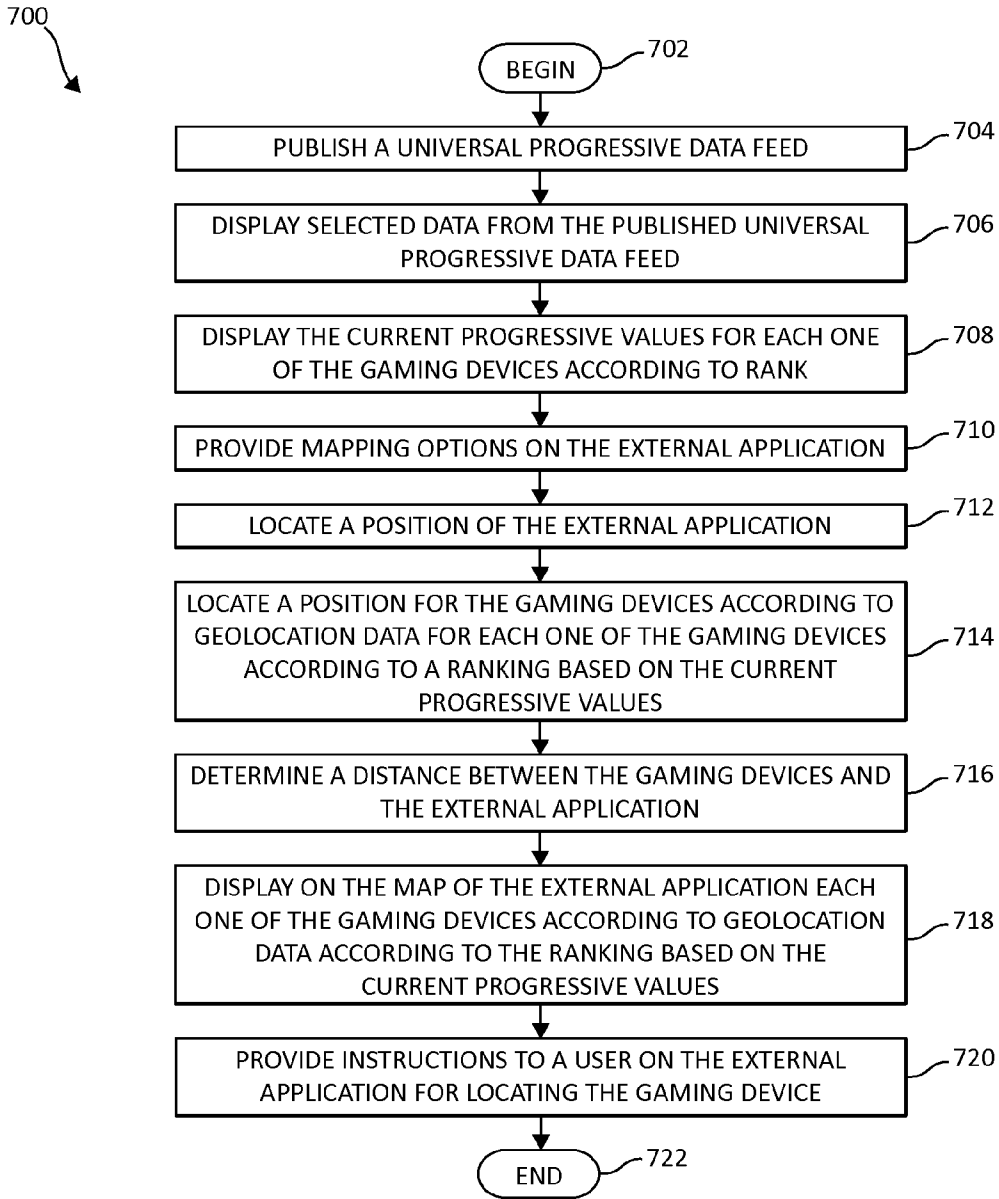 700
BEGIN
702
PUBLISH A UNIVERSAL PROGRESSIVE DATA FEED
704
DISPLAY SELECTED DATA FROM THE PUBLISHED UNIVERSAL
PROGRESSIVE DATA FEED
706
DISPLAY THE CURRENT PROGRESSIVE VALUES FOR EACH ONE
OF THE GAMING DEVICES ACCORDING TO RANK
708
PROVIDE MAPPING OPTIONS ON THE EXTERNAL APPLICATION
710
LOCATE A POSITION OF THE EXTERNAL APPLICATION
712
LOCATE A POSITION FOR THE GAMING DEVICES ACCORDING TO
GEOLOCATION DATA FOR EACH ONE OF THE GAMING DEVICES
ACCORDING TO A RANKING BASED ON THE CURRENT
PROGRESSIVE VALUES
714
DETERMINE A DISTANCE BETWEEN THE GAMING DEVICES AND
THE EXTERNAL APPLICATION
716
DISPLAY ON THE MAP OF THE EXTERNAL APPLICATION EACH
ONE OF THE GAMING DEVICES ACCORDING TO GEOLOCATION
DATA ACCORDING TO THE RANKING BASED ON THE
CURRENT PROGRESSIVE VALUES
718
PROVIDE INSTRUCTIONS TO A USER ON THE EXTERNAL
APPLICATION FOR LOCATING THE GAMING DEVICE
720
END
722